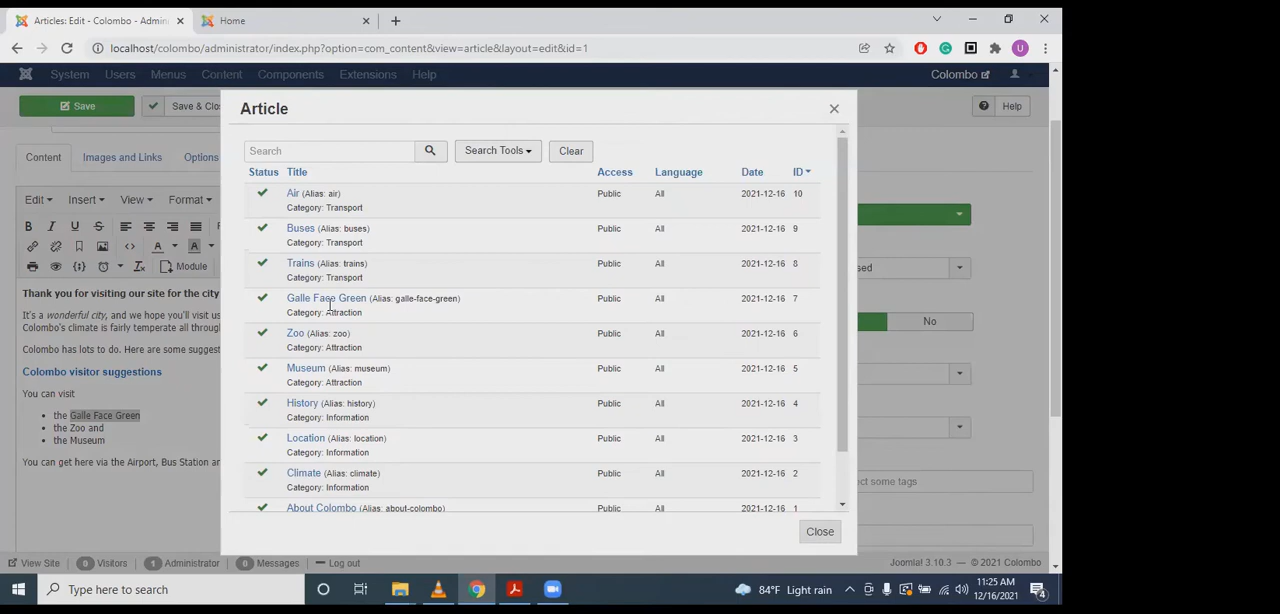 Articles: Edit - Colombo - Admin
Home
localhost/colombo/administrator/index.php?option=com_content&view=article&layout=edit&id=1
U
System Users Menus Content Components Extensions Help
Colombo
Save
Save & Clo
Help
Article
Content Images and Links Options
Search
Search Tools
Clear
Status Title Access Language Date ID
Air (Alias: air) Public All 2021-12-16 10
Category: Transport
Buses (Alias: buses) Public All 2021-12-16 9
Category: Transport
Trains (Alias: trains) Public All 2021-12-16 8
Category: Transport
Galle Face Green (Alias: galle-face-green) Public All 2021-12-16 7
Category: Attraction
Zoo (Alias: zoo) Public All 2021-12-16 6
Category: Attraction
Museum (Alias: museum) Public All 2021-12-16 5
Category: Attraction
History (Alias: history) Public All 2021-12-16 4
Category: Information
Location (Alias: location) Public All 2021-12-16 3
Category: Information
Climate (Alias: climate) Public All 2021-12-16 2
Category: Information
About Colombo (Alias: about-colombo) Public All 2021-12-16 1
Close
Edit Insert View Format
B I U
A A
Module
Thank you for visiting our site for the city
It's a wonderful city, and we hope you'll visit us
Colombo's climate is fairly temperate all through
Colombo has lots to do. Here are some sugges
Colombo visitor suggestions
You can visit
• the Galle Face Green
• the Zoo and
• the Museum
You can get here via the Airport, Bus Station an
sed
No
ect some tags
View Site 0 Visitors 1 Administrator 0 Messages Log out
Joomla! 3.10.3 — © 2021 Colombo
Type here to search
84°F Light rain
11:25 AM
12/16/2021
4